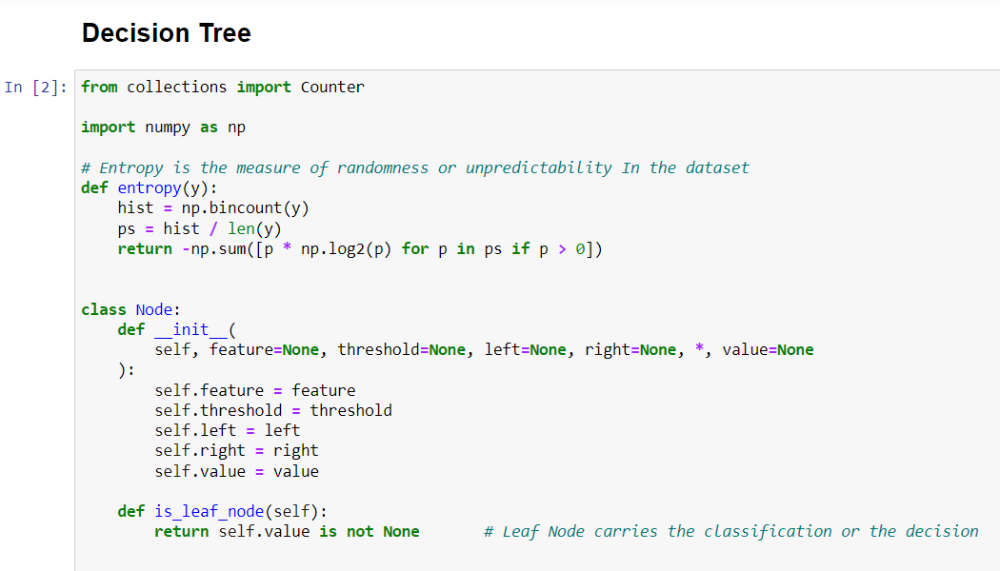 Decision Tree
In [2]: from collections import Counter
import numpy as np
# Entropy is the measure of randomness or unpredictability In the dataset
def entropy(y):
    hist = np.bincount(y)
    ps = hist / len(y)
    return -np.sum([p * np.log2(p) for p in ps if p > 0])
class Node:
    def __init__(
        self, feature=None, threshold=None, left=None, right=None, *, value=None
    ):
        self.feature = feature
        self.threshold = threshold
        self.left = left
        self.right = right
        self.value = value
    def is_leaf_node(self):
        return self.value is not None       # Leaf Node carries the classification or the decision